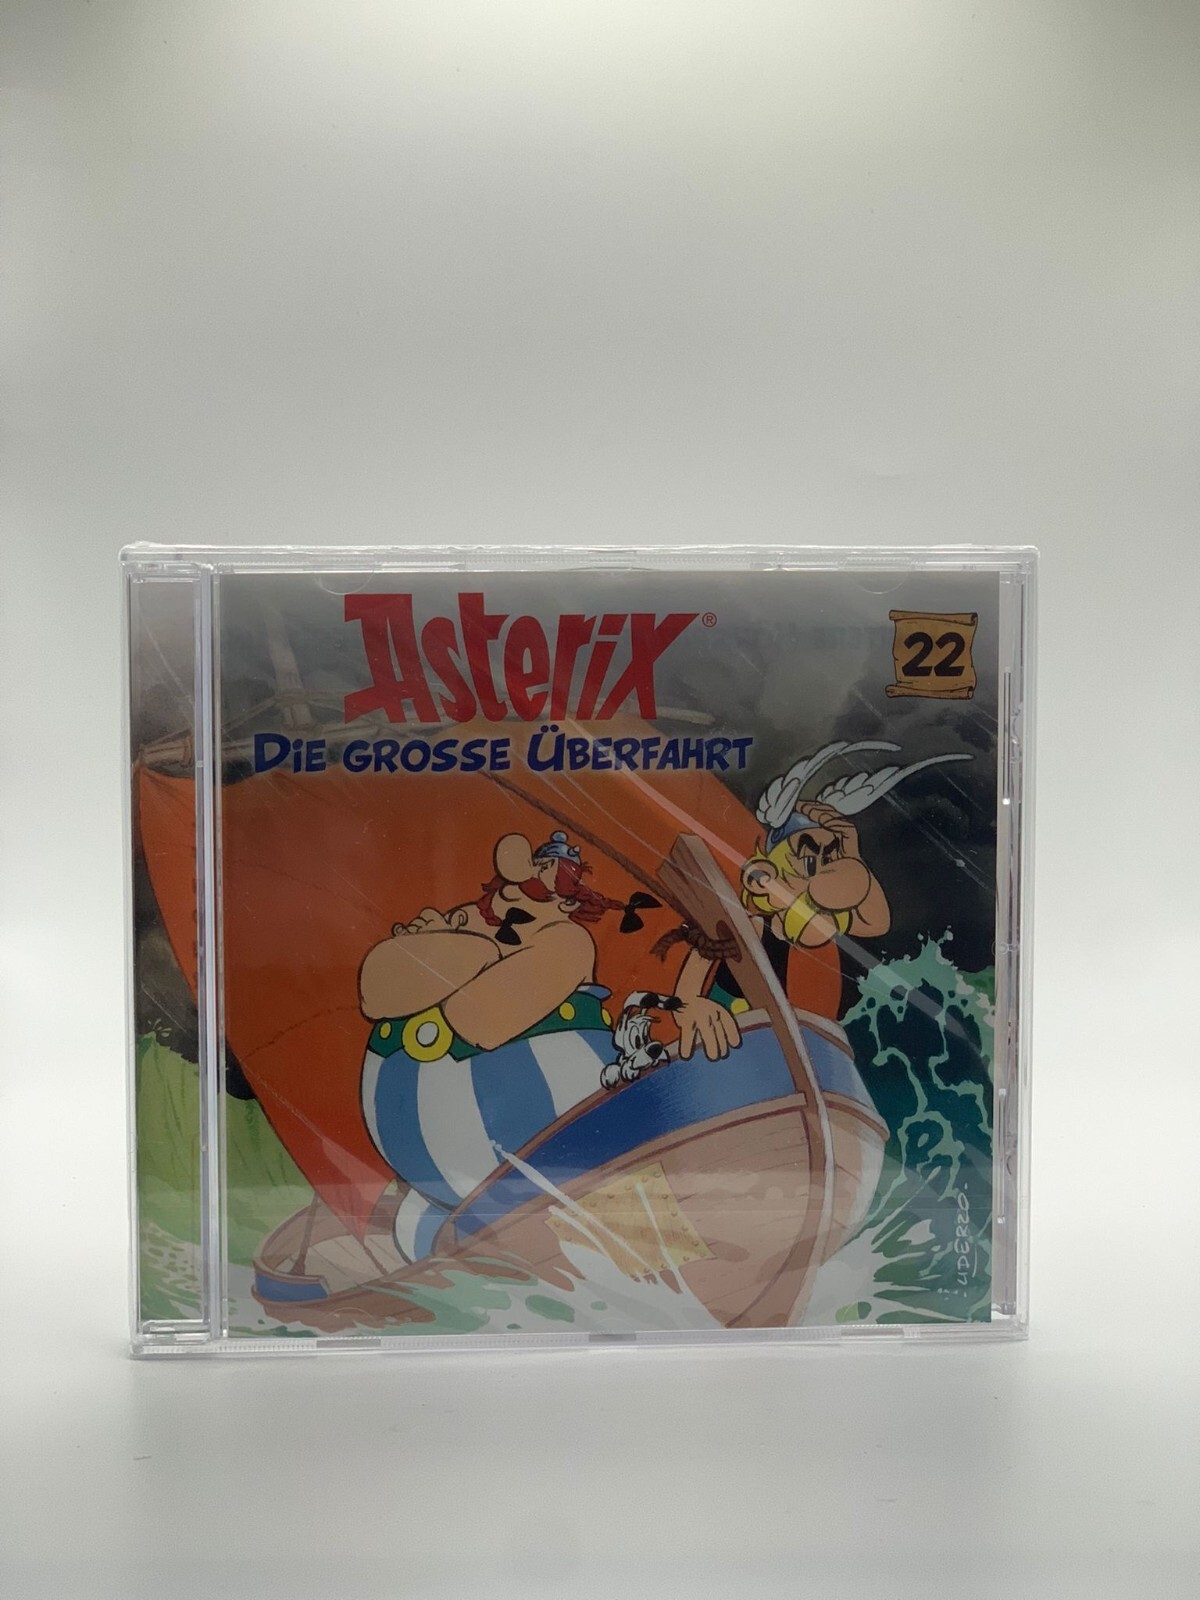 Asterix®
22
DIE GROSSE ÜBERFAHRT
UDERZO